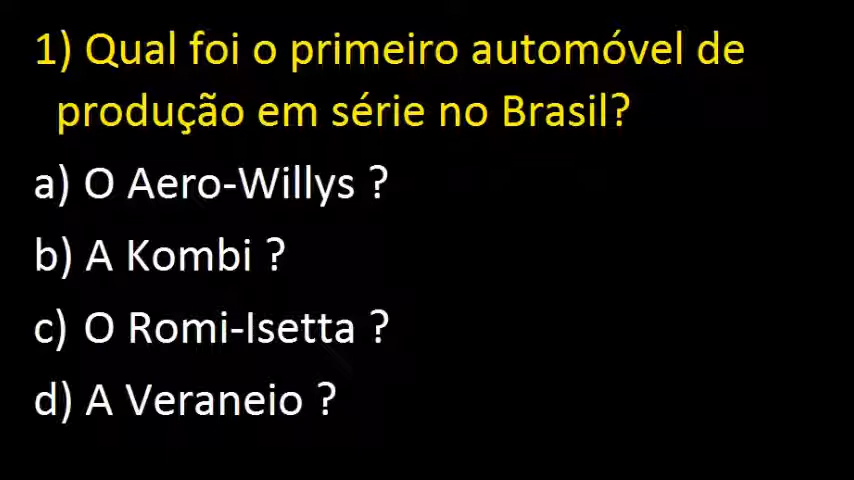 1) Qual foi o primeiro automóvel de
produção em série no Brasil?
a) O Aero-Willys ?
b) A Kombi ?
c) O Romi-Isetta ?
d) A Veraneio ?